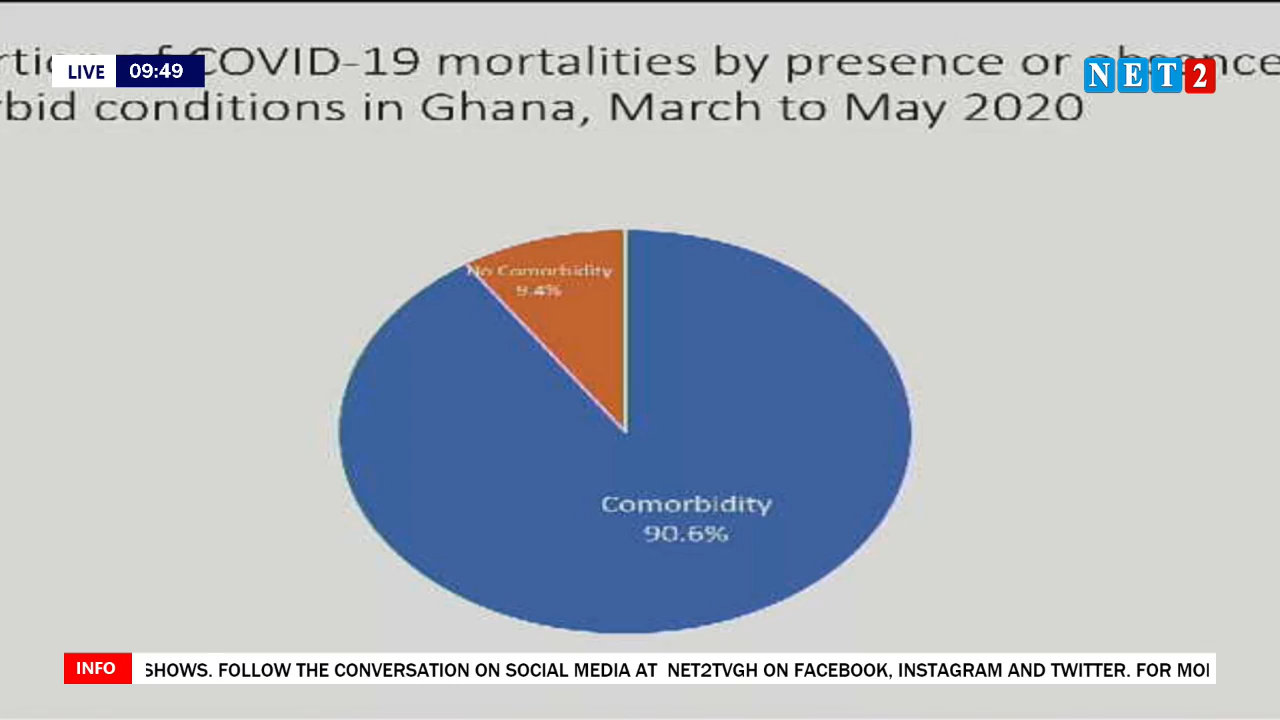 LIVE 09:49
COVID-19 mortalities by presence or
rbid conditions in Ghana, March to May 2020
NET2
No Comorbidity
9.4%
Comorbidity
90.6%
INFO SHOWS. FOLLOW THE CONVERSATION ON SOCIAL MEDIA AT NET2TVGH ON FACEBOOK, INSTAGRAM AND TWITTER. FOR MOI